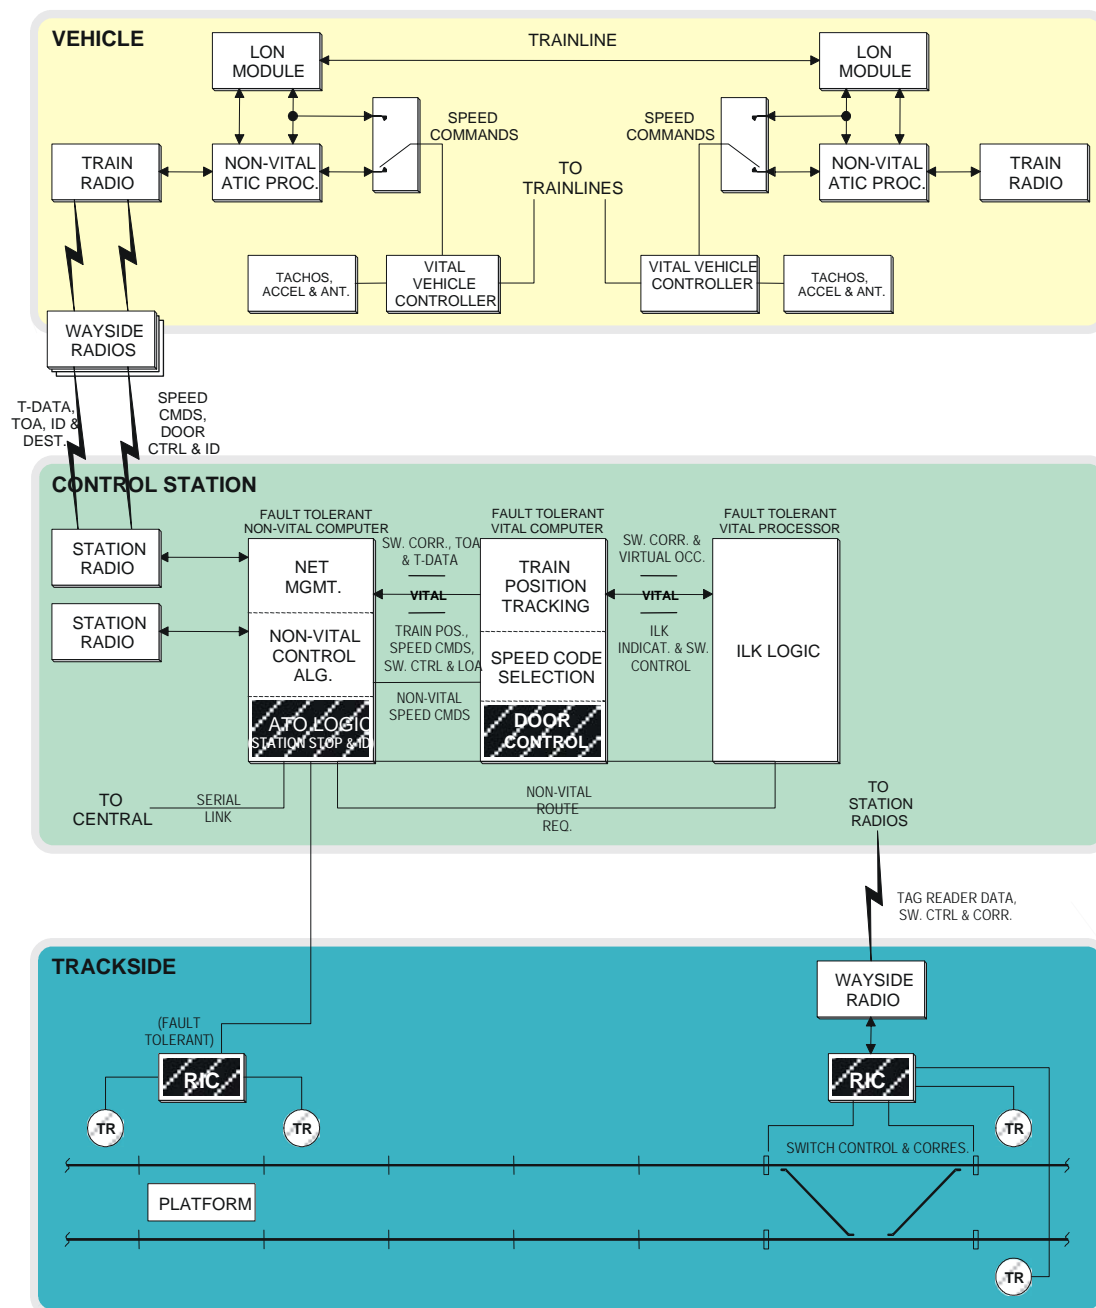 VEHICLE
LON
MODULE
TRAINLINE
LON
MODULE
SPEED
COMMANDS
SPEED
COMMANDS
TRAIN
RADIO
NON-VITAL
ATIC PROC.
TO
TRAINLINES
NON-VITAL
ATIC PROC.
TRAIN
RADIO
TACHOS,
ACCEL & ANT.
VITAL
VEHICLE
CONTROLLER
VITAL VEHICLE
CONTROLLER
TACHOS,
ACCEL & ANT.
WAYSIDE
RADIOS
T-DATA,
TOA, ID &
DEST.
SPEED
CMDS,
DOOR
CTRL & ID
CONTROL STATION
FAULT TOLERANT
NON-VITAL COMPUTER
FAULT TOLERANT
VITAL COMPUTER
FAULT TOLERANT
VITAL PROCESSOR
STATION
RADIO
STATION
RADIO
NET
MGMT.
NON-VITAL
CONTROL
ALG.
ATO LOGIC
(STATION STOP & ID)
SW. CORR., TOA
& T-DATA
VITAL
TRAIN POS.,
SPEED CMDS,
SW. CTRL & LOA
NON-VITAL
SPEED CMDS
TRAIN
POSITION
TRACKING
SPEED CODE
SELECTION
DOOR
CONTROL
SW. CORR. &
VIRTUAL OCC.
VITAL
ILK
INDICAT. & SW.
CONTROL
ILK LOGIC
TO
CENTRAL
SERIAL
LINK
NON-VITAL
ROUTE
REQ.
TO
STATION
RADIOS
TAG READER DATA,
SW. CTRL & CORR.
TRACKSIDE
WAYSIDE
RADIO
(FAULT
TOLERANT)
RIC
RIC
TR
TR
TR
SWITCH CONTROL & CORRES.
PLATFORM
TR